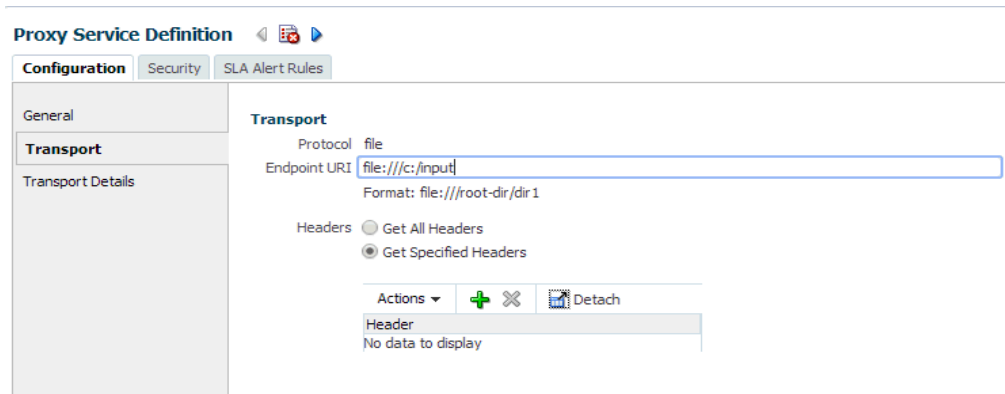 Proxy Service Definition
Configuration Security SLA Alert Rules
General
Transport
Transport Details
Transport
Protocol file
Endpoint URI file:///c:/input
Format: file:///root-dir/dir1
Headers Get All Headers
Get Specified Headers
Actions Detach
Header
No data to display